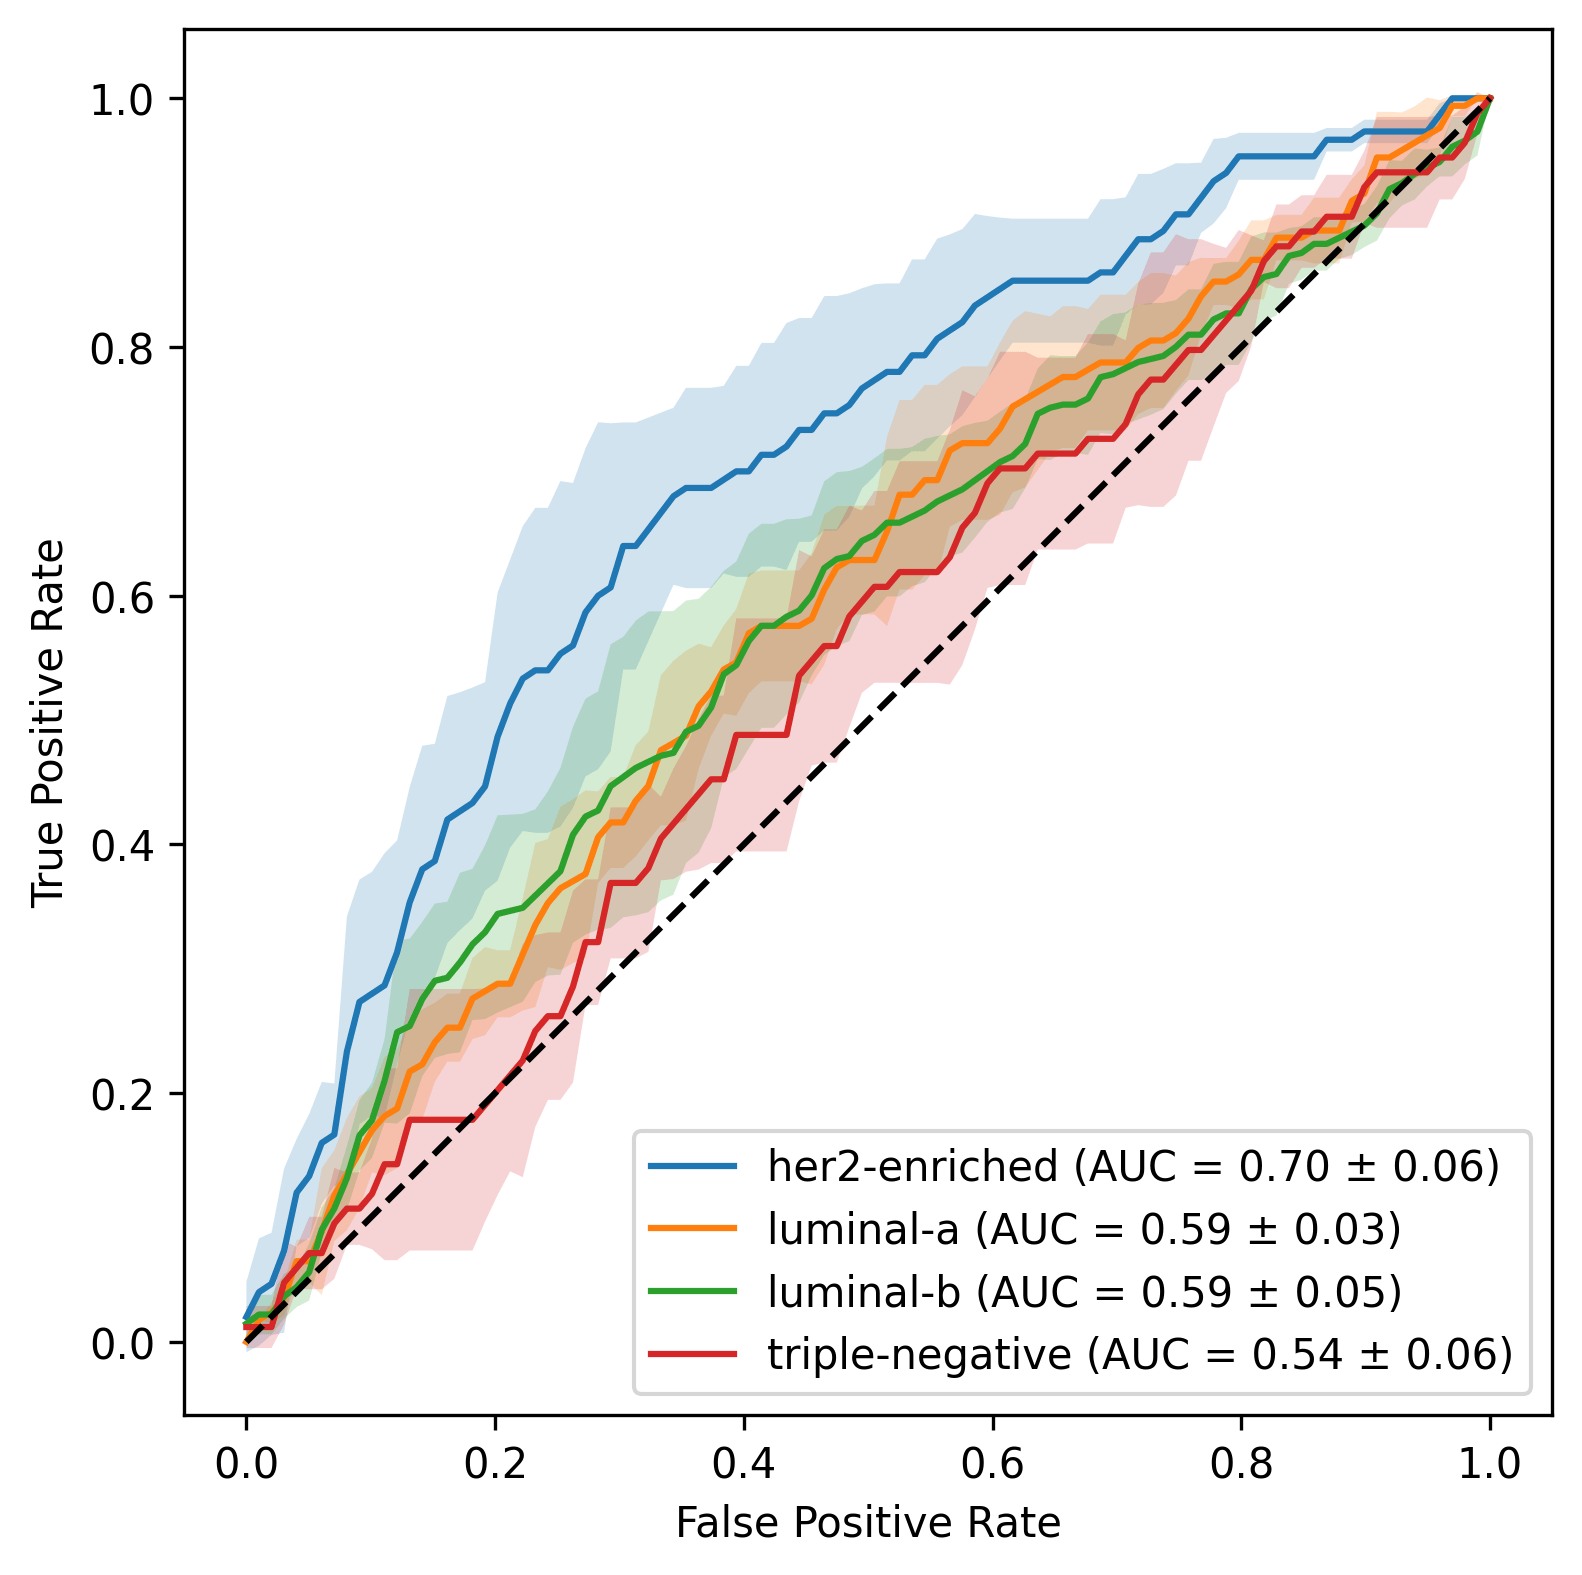 True Positive Rate
1.0
0.8
0.6
0.4
0.2
0.0
0.0 0.2 0.4 0.6 0.8 1.0
False Positive Rate
her2-enriched (AUC = 0.70 ± 0.06)
luminal-a (AUC = 0.59 ± 0.03)
luminal-b (AUC = 0.59 ± 0.05)
triple-negative (AUC = 0.54 ± 0.06)